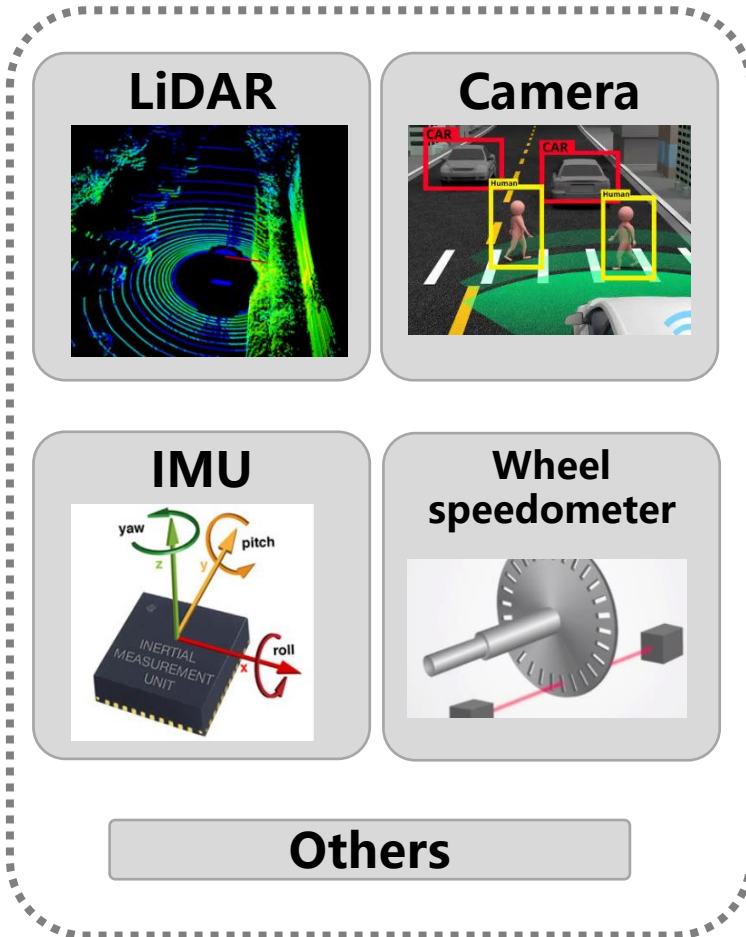 LiDAR
Camera
CAR
CAR
Human
Human
IMU
yaw
pitch
z
y
roll
x
INERTIAL
MEASUREMENT
UNIT
Wheel
speedometer
Others